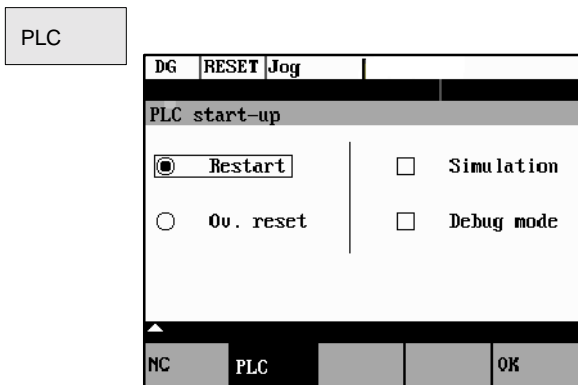 PLC
DG RESET Jog
PLC start-up
Restart Simulation
Ov. reset Debug mode
NC PLC OK